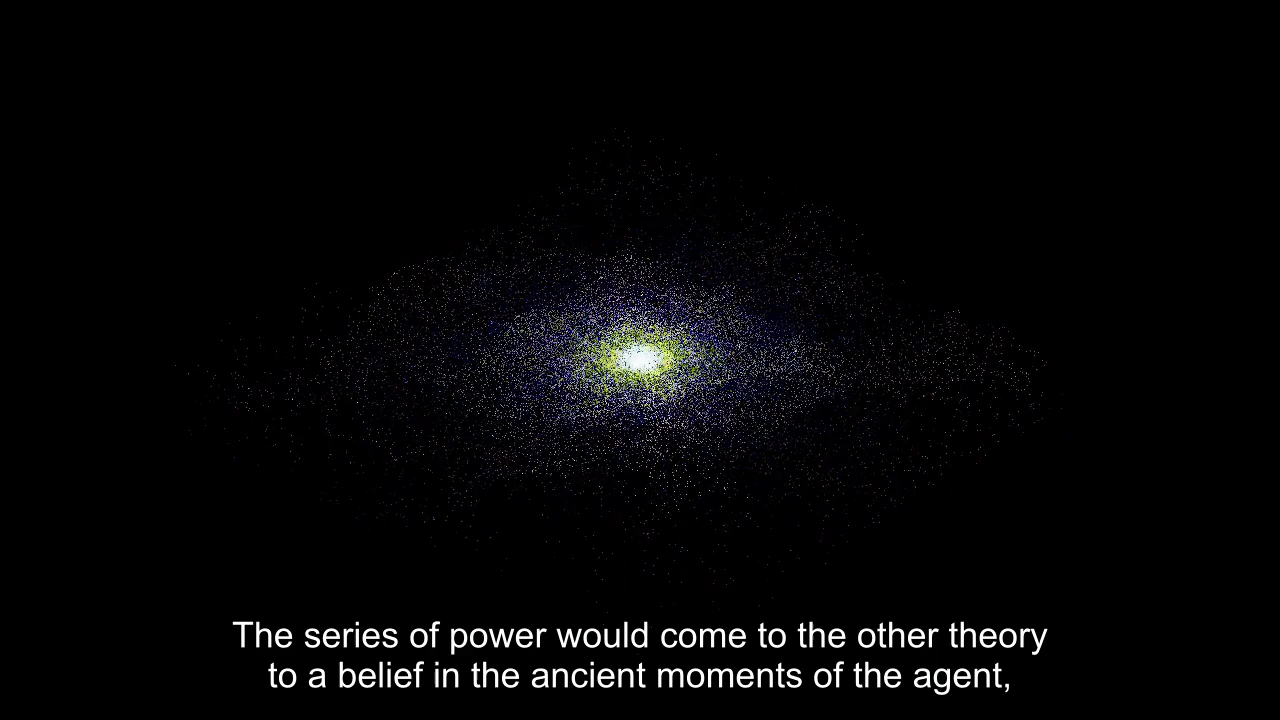 The series of power would come to the other theory
to a belief in the ancient moments of the agent,